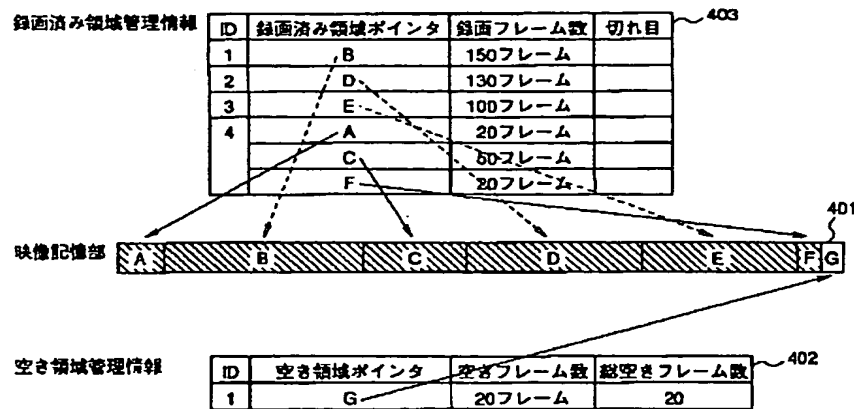 録画済み領域管理情報
ID 録画済み領域ポインタ 録画フレーム数 切れ目
403
1 B 150フレーム
2 D 130フレーム
3 E 100フレーム
4 A 20フレーム
C 50フレーム
F 20フレーム
401
映像記憶部 A B C D E F G
空き領域管理情報
ID 空き領域ポインタ 空きフレーム数 総空きフレーム数
402
1 G 20フレーム 20